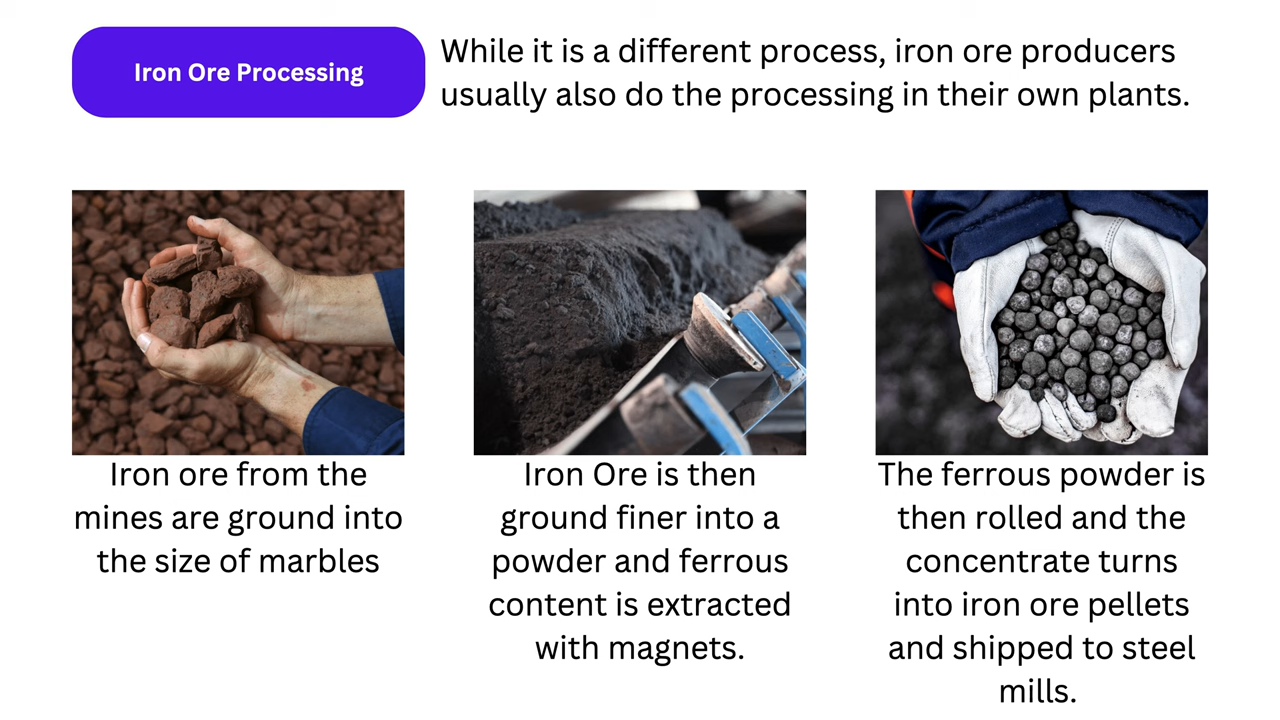 Iron Ore Processing
While it is a different process, iron ore producers
usually also do the processing in their own plants.
Iron ore from the
mines are ground into
the size of marbles
Iron Ore is then
ground finer into a
powder and ferrous
content is extracted
with magnets.
The ferrous powder is
then rolled and the
concentrate turns
into iron ore pellets
and shipped to steel
mills.